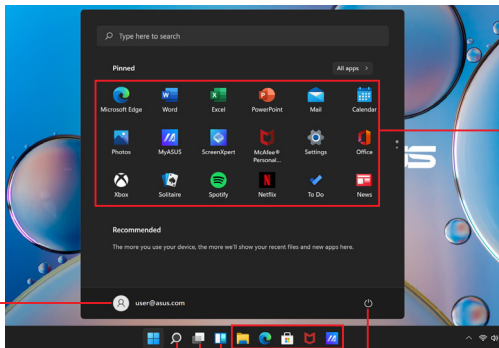 Type here to search
Pinned
All apps >
Microsoft Edge
Word
Excel
PowerPoint
Mail
Calendar
Photos
MyASUS
ScreenXpert
McAfee®
Personal...
Settings
Office
Xbox
Solitaire
Spotify
Netflix
To Do
News
Recommended
The more you use your device, the more we'll show your recent files and new apps here.
user@asus.com